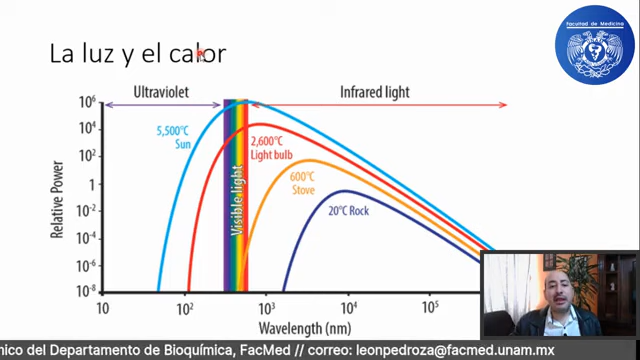 La luz y el calor
Facultad de Medicina
Ultraviolet
Infrared light
10⁶
10⁴
10²
1
10⁻²
10⁻⁴
10⁻⁶
10⁻⁸
Relative Power
5,500°C
Sun
Visible light
2,600°C
Light bulb
600°C
Stove
20°C Rock
10
10²
10³
10⁴
10⁵
Wavelength (nm)
nico del Departamento de Bioquímica, FacMed // correo: leonpedroza@facmed.unam.mx